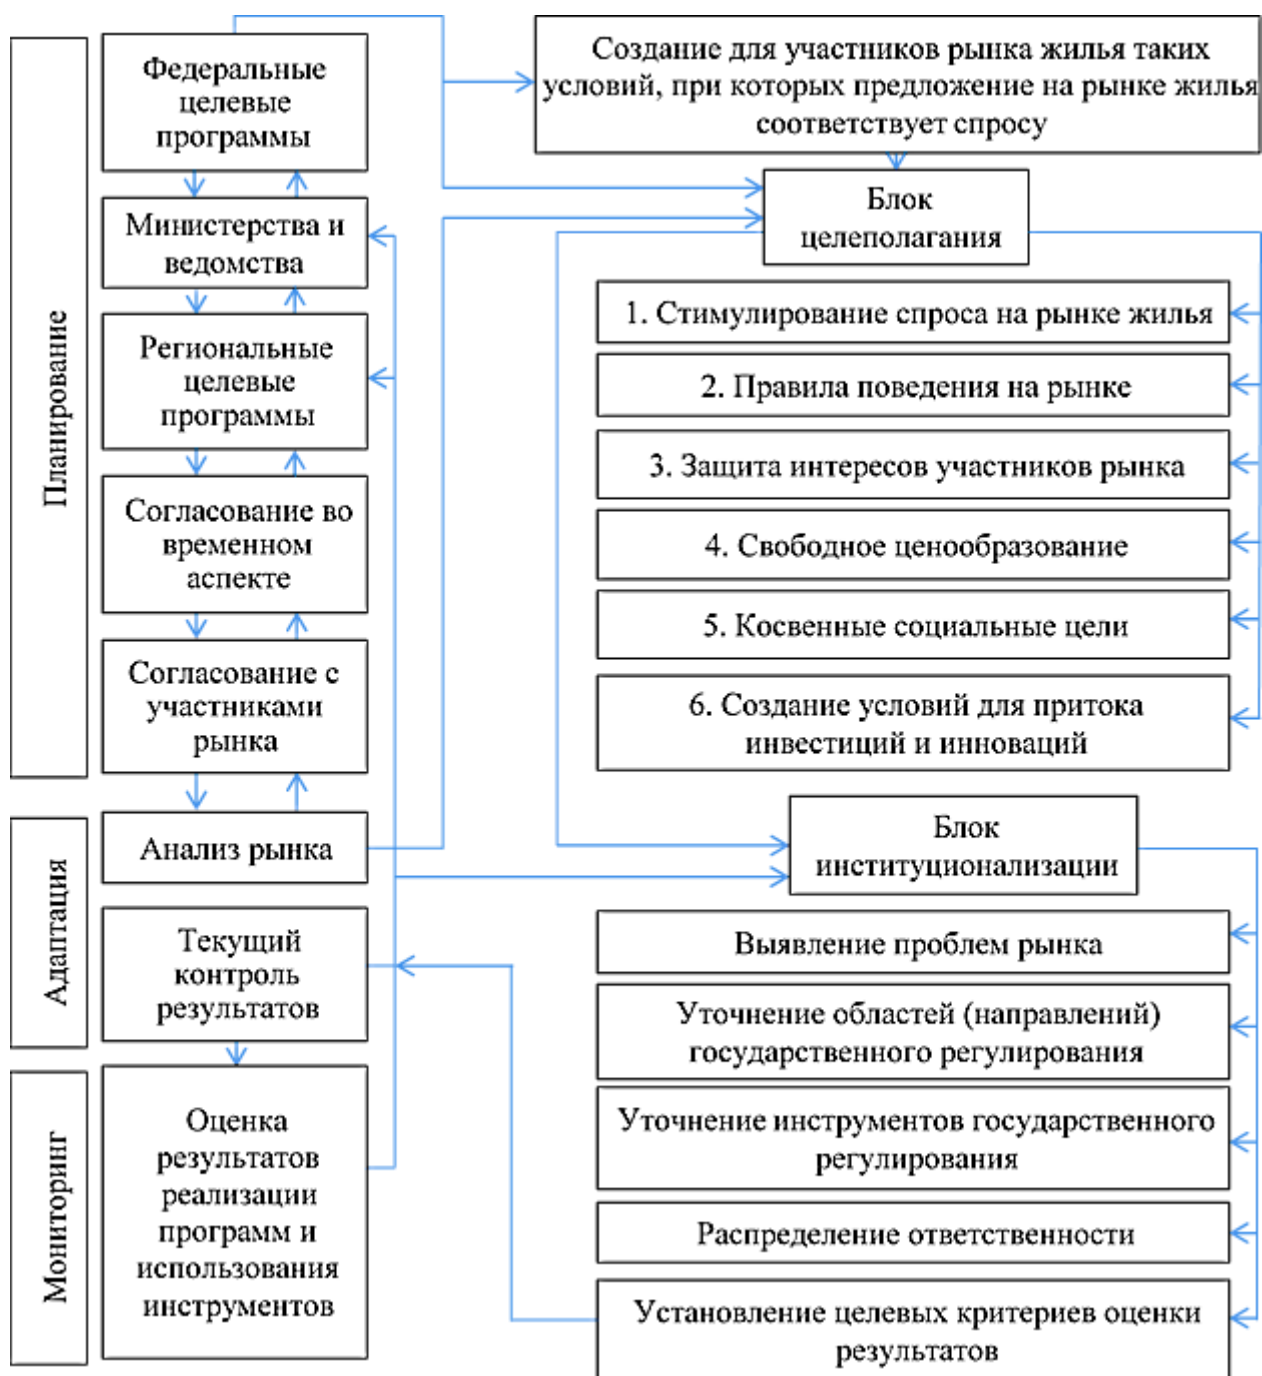 Планирование
Федеральные
целевые
программы
Министерства и
ведомства
Региональные
целевые
программы
Согласование во
временном
аспекте
Согласование с
участниками
рынка
Адаптация
Анализ рынка
Текущий
контроль
результатов
Мониторинг
Оценка
результатов
реализации
программ и
использования
инструментов
Создание для участников рынка жилья таких
условий, при которых предложение на рынке жилья
соответствует спросу
Блок
целеполагания
1. Стимулирование спроса на рынке жилья
2. Правила поведения на рынке
3. Защита интересов участников рынка
4. Свободное ценообразование
5. Косвенные социальные цели
6. Создание условий для притока
инвестиций и инноваций
Блок
институционализации
Выявление проблем рынка
Уточнение областей (направлений)
государственного регулирования
Уточнение инструментов государственного
регулирования
Распределение ответственности
Установление целевых критериев оценки
результатов